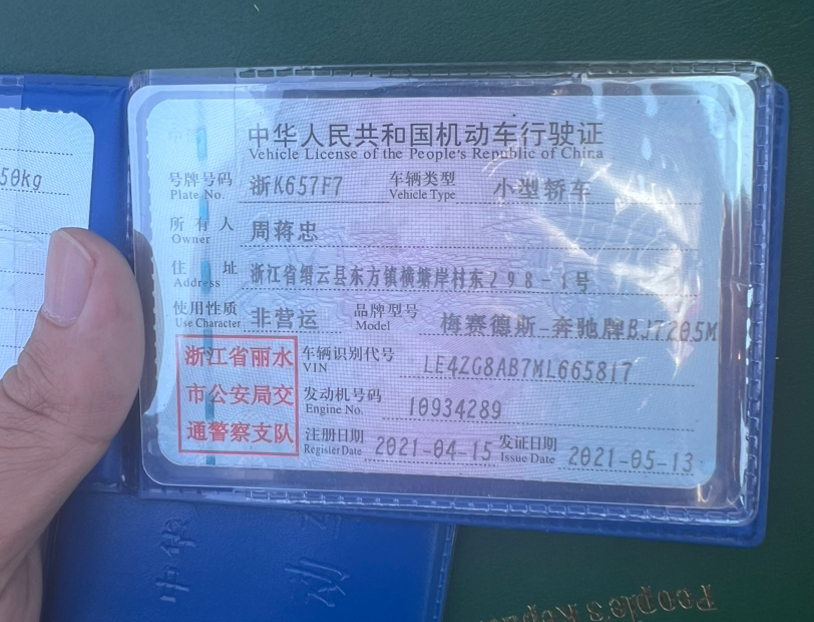 50kg
中华人民共和国机动车行驶证
Vehicle License of the People's Republic of China
号牌号码 浙K657F7 车辆类型 小型轿车
Plate No. Vehicle Type
所有人 周蒋忠
Owner
住址 浙江省缙云县东方镇横塘岸村东298-1号
Address
使用性质 非营运 品牌型号 梅赛德斯-奔驰牌BJ7205M
Use Character Model
浙江省丽水
市公安局交
通警察支队
车辆识别代号 LE4ZG8AB7ML665817
VIN
发动机号码 10934289
Engine No.
注册日期 2021-04-15 发证日期 2021-05-13
Register Date Issue Date
中华
动
People's Repu